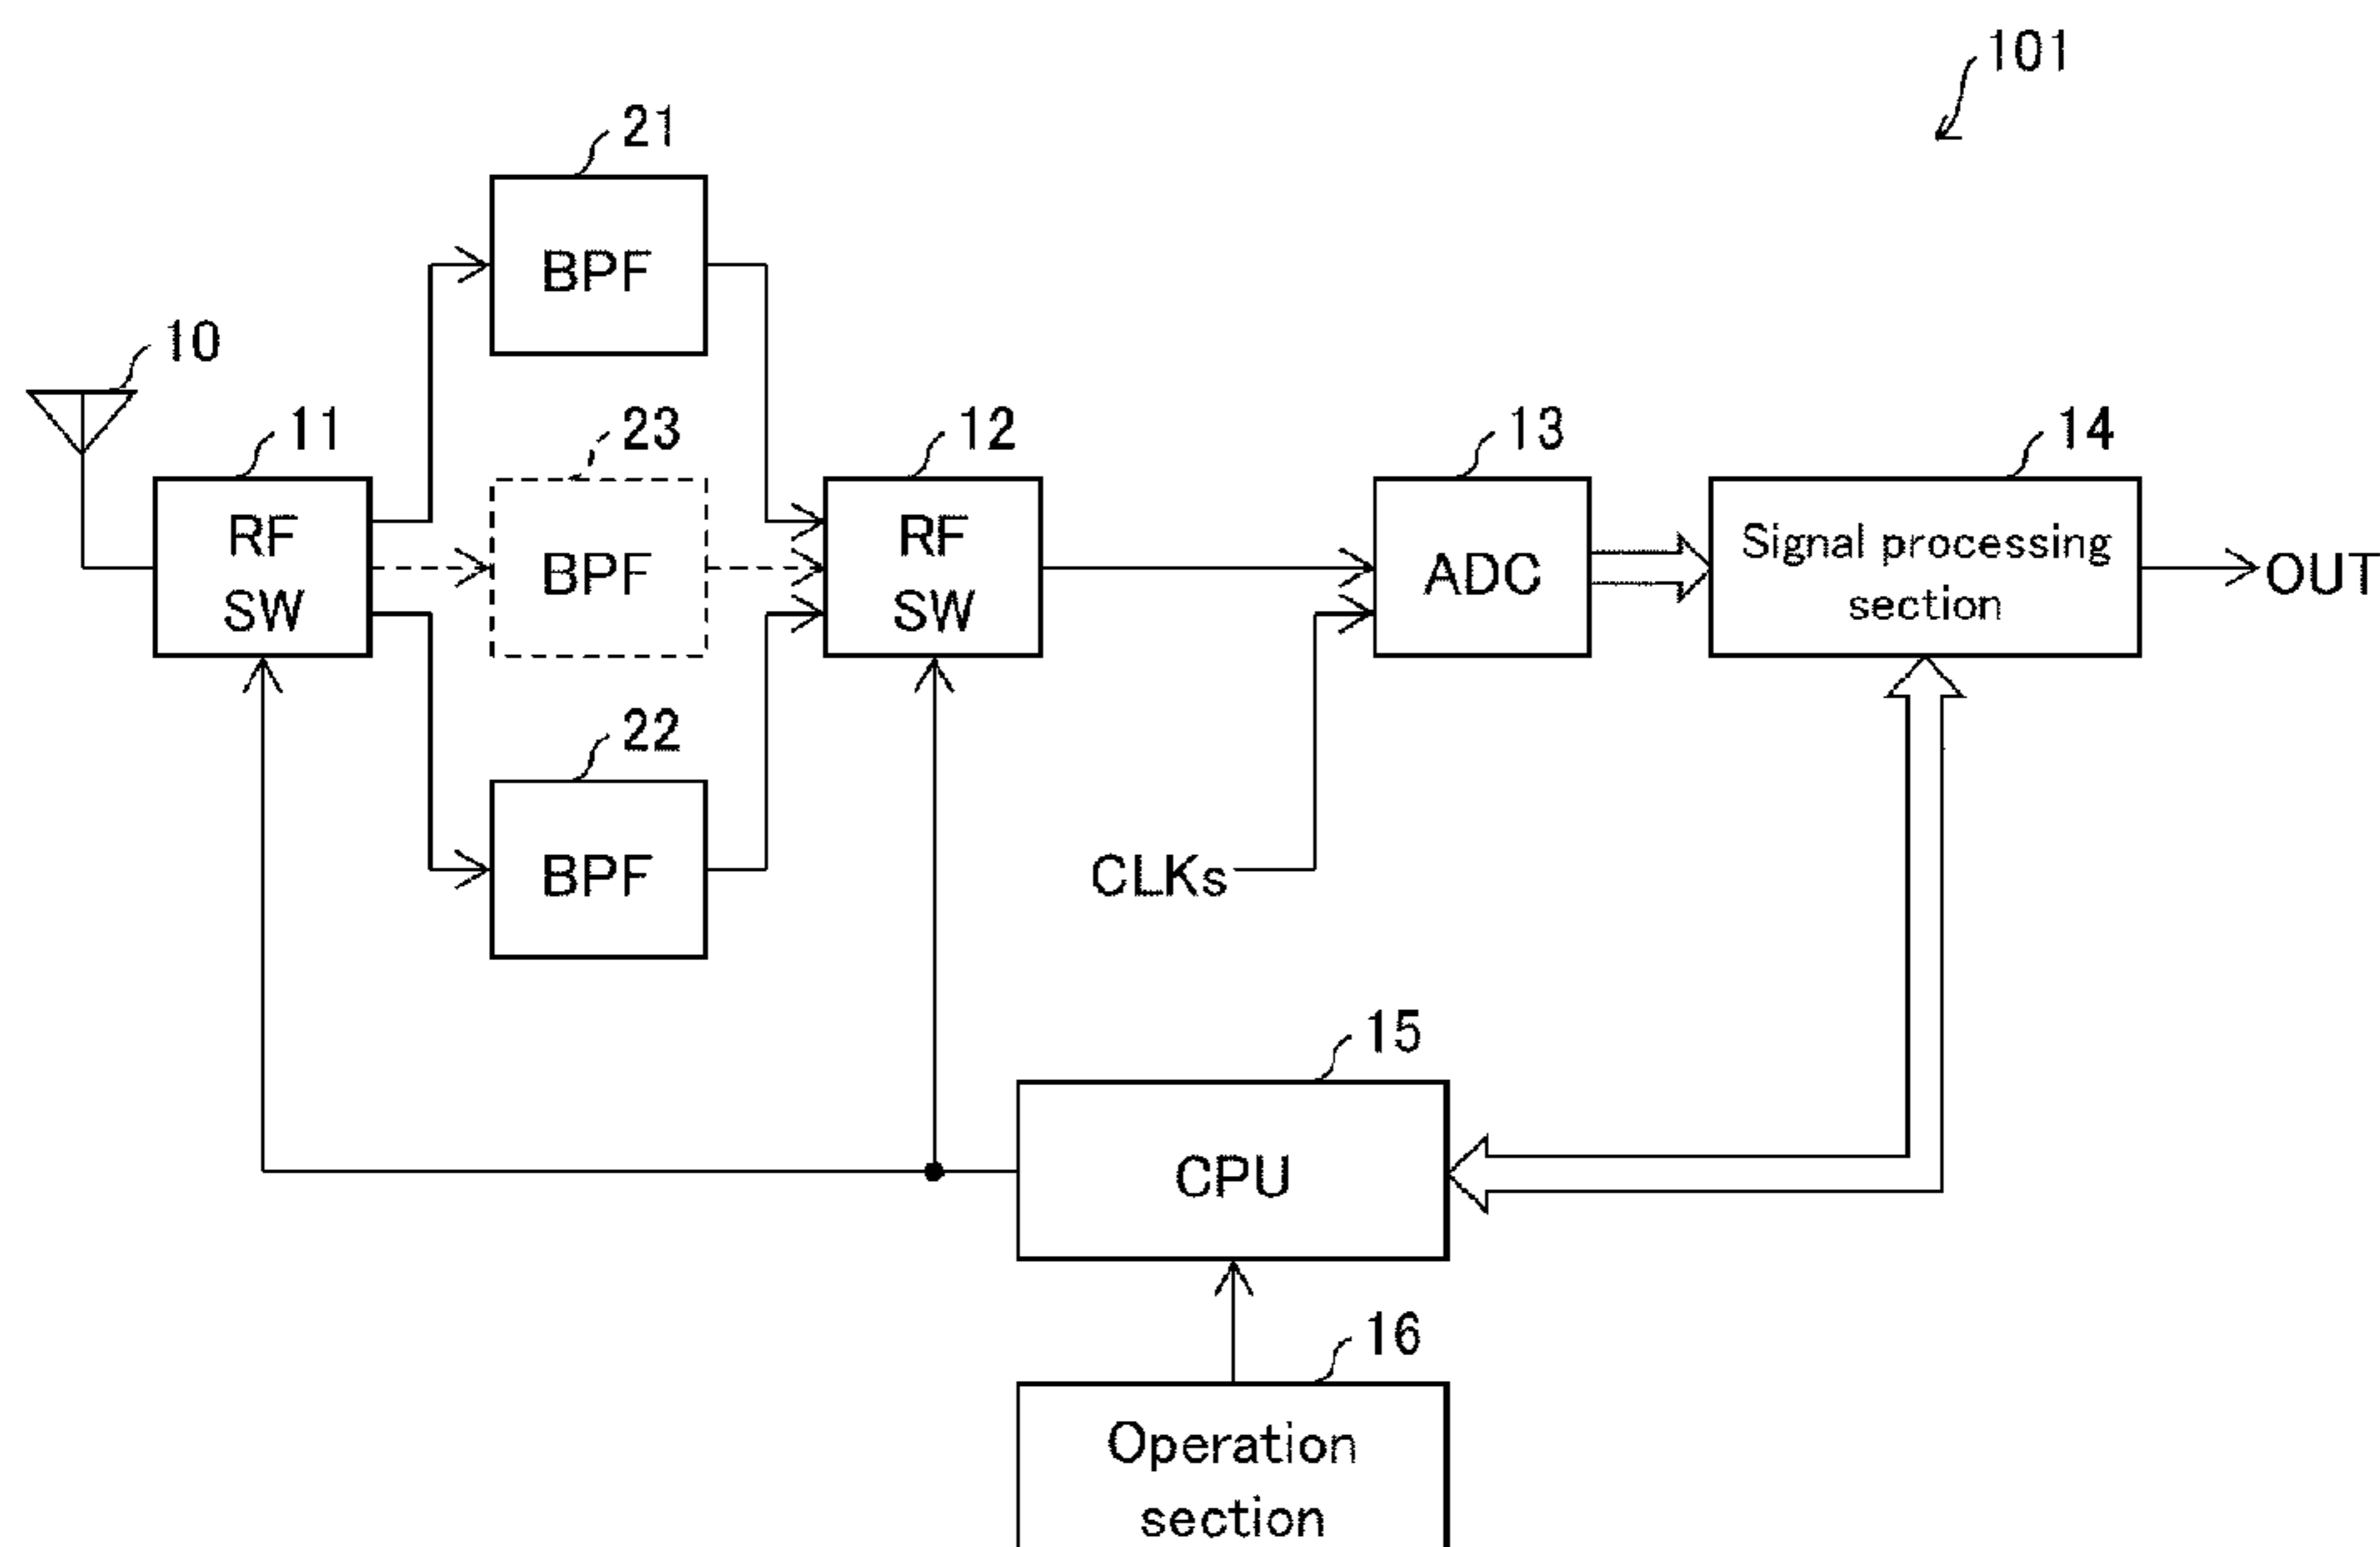 101
21
BPF
10
11
RF
SW
23
BPF
12
RF
SW
13
ADC
14
Signal processing
section
OUT
22
BPF
CLKs
15
CPU
16
Operation
section